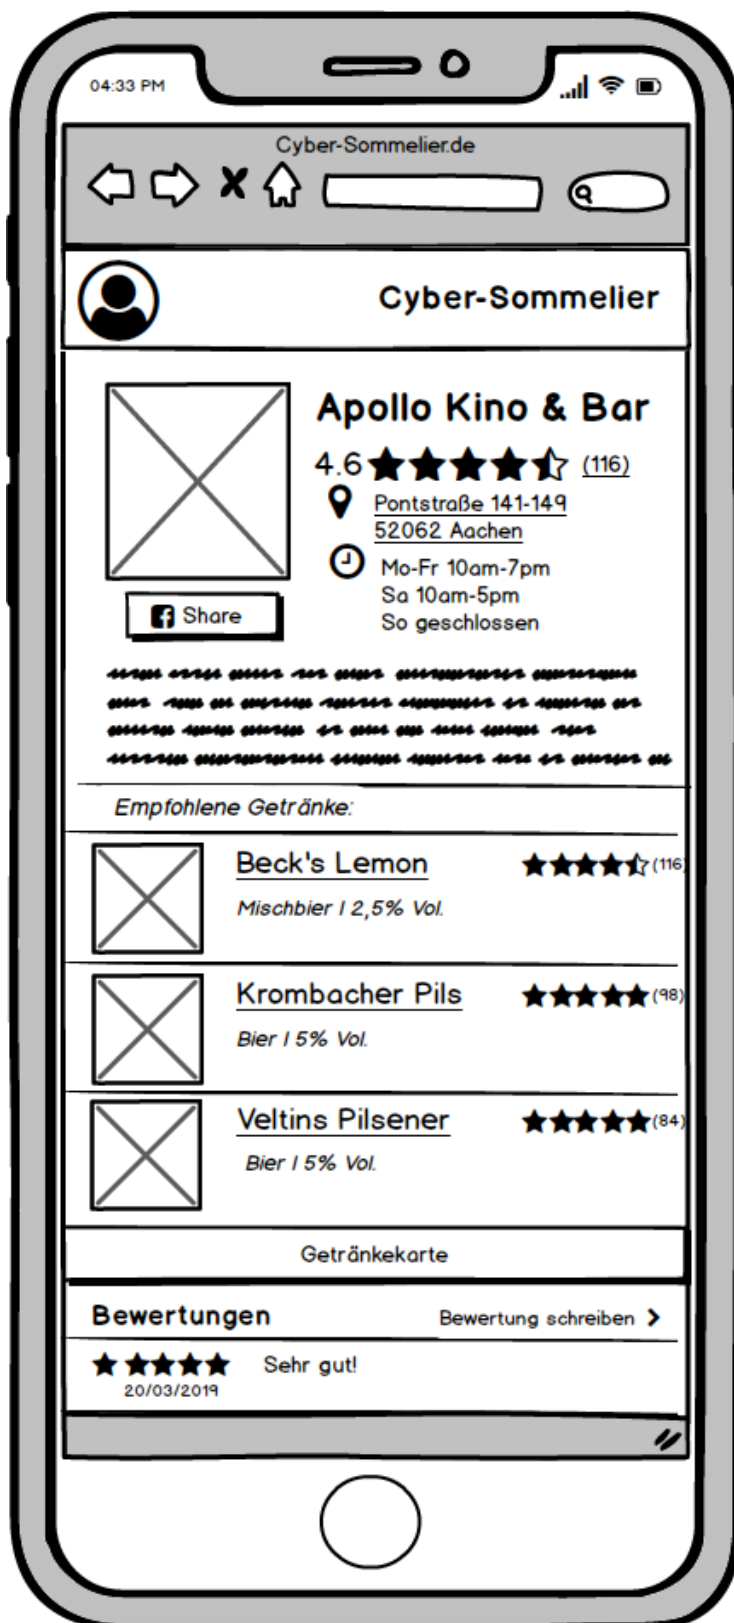 04:33 PM
Cyber-Sommelier.de
Cyber-Sommelier
Apollo Kino & Bar
4.6 (116)
Pontstraße 141-149
52062 Aachen
Mo-Fr 10am-7pm
Sa 10am-5pm
So geschlossen
Share
Empfohlene Getränke:
Beck's Lemon (116)
Mischbier | 2,5% Vol.
Krombacher Pils (98)
Bier | 5% Vol.
Veltins Pilsener (84)
Bier | 5% Vol.
Getränkekarte
Bewertungen Bewertung schreiben
Sehr gut!
20/03/2019